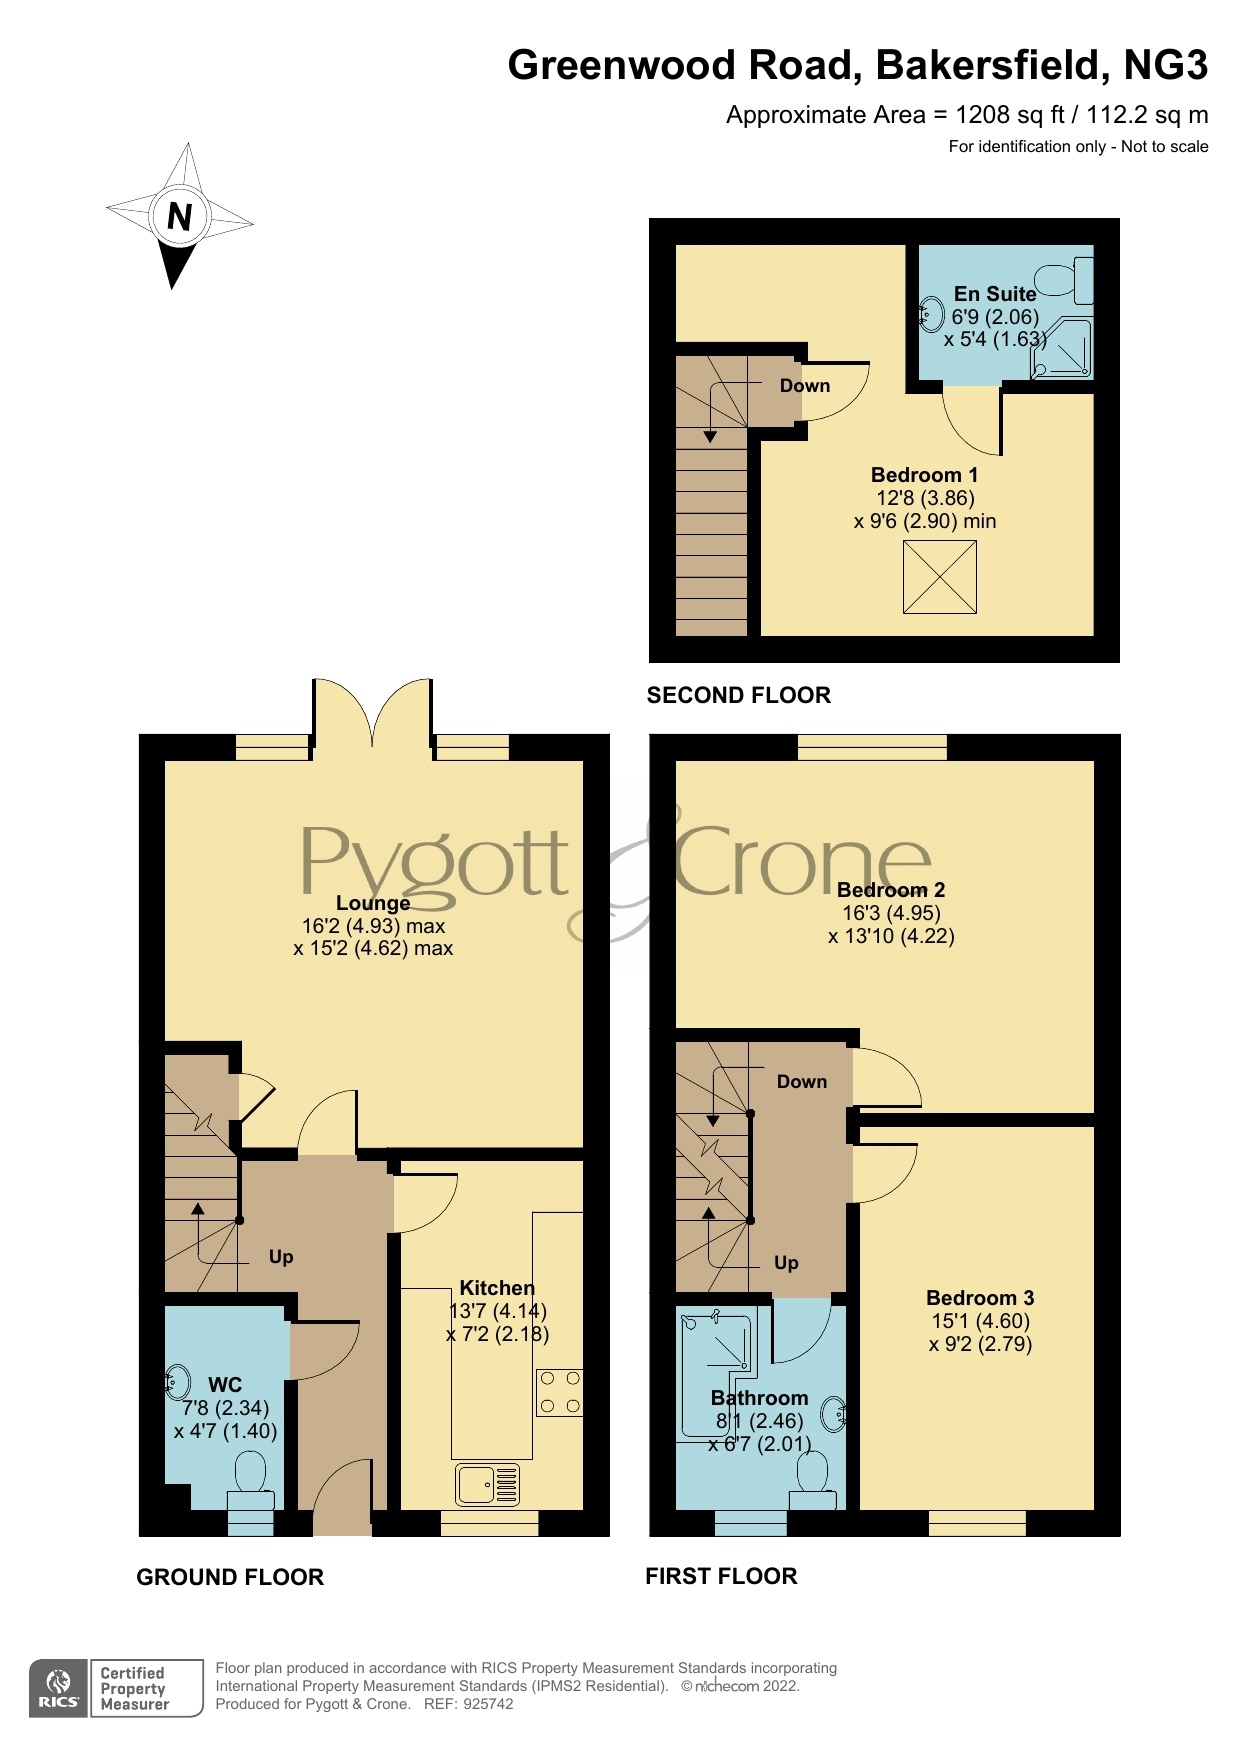 Greenwood Road, Bakersfield, NG3
Approximate Area = 1208 sq ft / 112.2 sq m
For identification only - Not to scale
N
En Suite
6'9 (2.06)
x 5'4 (1.63)
Down
Bedroom 1
12'8 (3.86)
x 9'6 (2.90) min
SECOND FLOOR
Pygott & Crone
Lounge
16'2 (4.93) max
x 15'2 (4.62) max
Up
Kitchen
13'7 (4.14)
x 7'2 (2.18)
WC
7'8 (2.34)
x 4'7 (1.40)
GROUND FLOOR
Bedroom 2
16'3 (4.95)
x 13'10 (4.22)
Down
Up
Bedroom 3
15'1 (4.60)
x 9'2 (2.79)
Bathroom
8'1 (2.46)
x 6'7 (2.01)
FIRST FLOOR
RICS
Certified
Property
Measurer
Floor plan produced in accordance with RICS Property Measurement Standards incorporating
International Property Measurement Standards (IPMS2 Residential). © nichecom 2022.
Produced for Pygott & Crone. REF: 925742